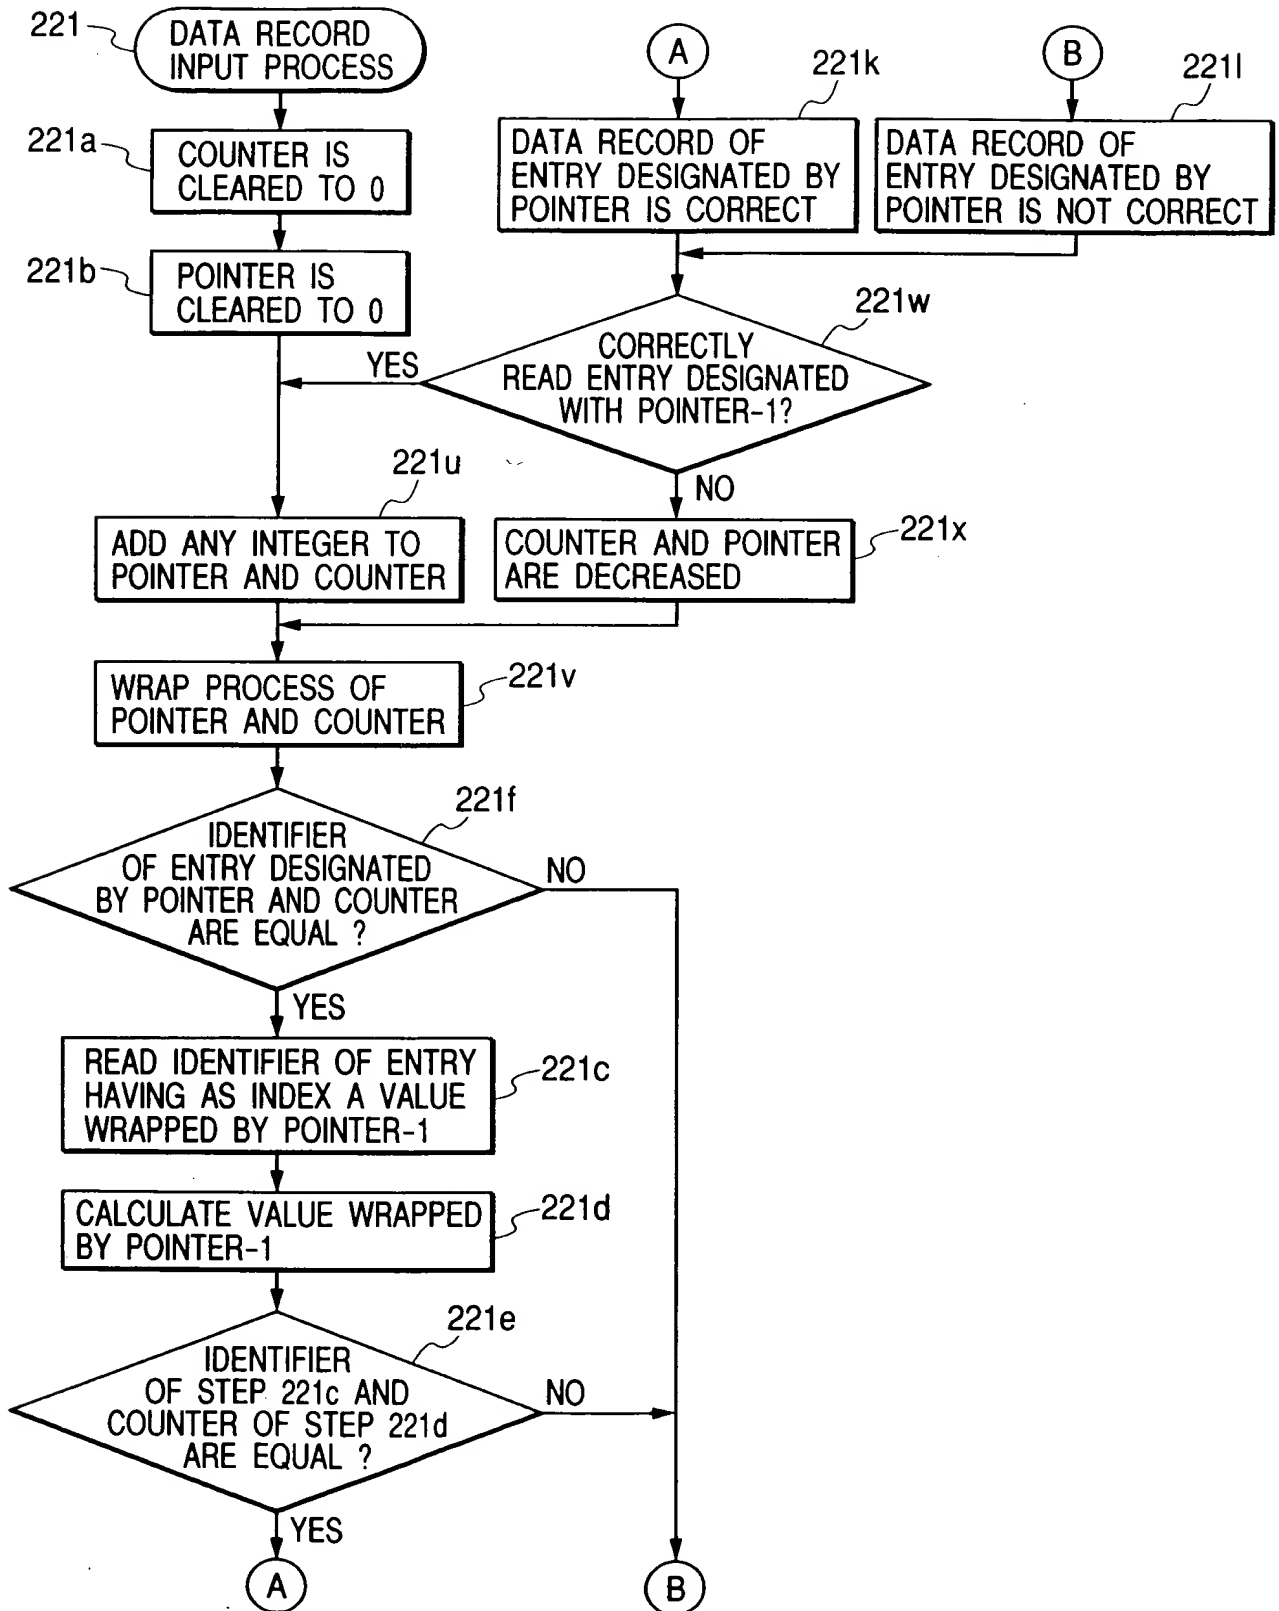 221
DATA RECORD
INPUT PROCESS
221a
COUNTER IS
CLEARED TO 0
221b
POINTER IS
CLEARED TO 0
A
221k
DATA RECORD OF
ENTRY DESIGNATED BY
POINTER IS CORRECT
B
221l
DATA RECORD OF
ENTRY DESIGNATED BY
POINTER IS NOT CORRECT
221w
CORRECTLY
READ ENTRY DESIGNATED
WITH POINTER-1?
YES
NO
221u
ADD ANY INTEGER TO
POINTER AND COUNTER
COUNTER AND POINTER
ARE DECREASED
221x
WRAP PROCESS OF
POINTER AND COUNTER
221v
221f
IDENTIFIER
OF ENTRY DESIGNATED
BY POINTER AND COUNTER
ARE EQUAL ?
NO
YES
READ IDENTIFIER OF ENTRY
HAVING AS INDEX A VALUE
WRAPPED BY POINTER-1
221c
CALCULATE VALUE WRAPPED
BY POINTER-1
221d
221e
IDENTIFIER
OF STEP 221c AND
COUNTER OF STEP 221d
ARE EQUAL ?
NO
YES
A
B